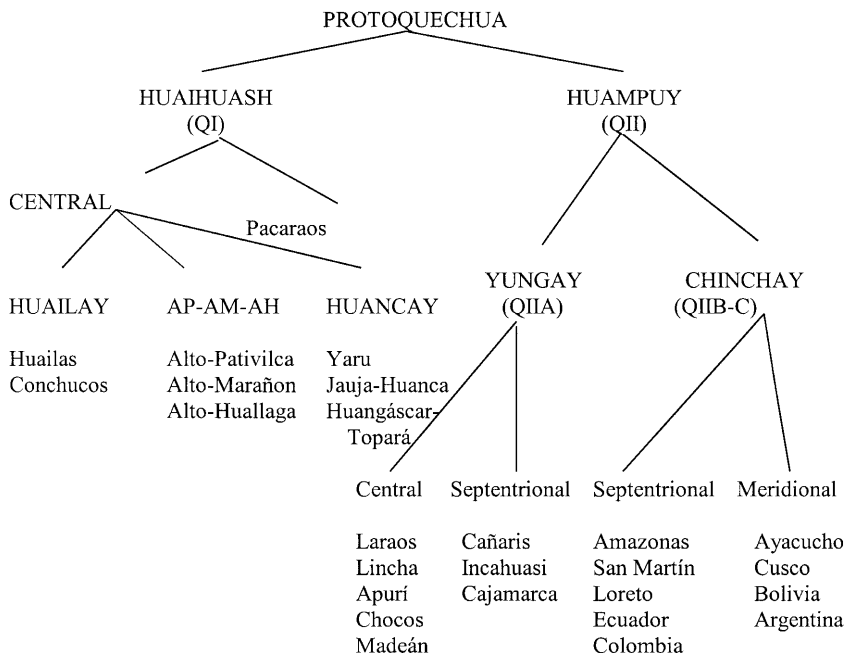 PROTOQUECHUA
HUAIHUASH HUAMPUY
(QI) (QII)
CENTRAL
Pacaraos
YUNGAY CHINCHAY
HUAILAY AP-AM-AH HUANCAY (QIIA) (QIIB-C)
Huailas Alto-Pativilca Yaru
Conchucos Alto-Marañon Jauja-Huanca
Alto-Huallaga Huangáscar-
Topará
Central Septentrional Septentrional Meridional
Laraos Cañaris Amazonas Ayacucho
Lincha Incahuasi San Martín Cusco
Apurí Cajamarca Loreto Bolivia
Chocos Ecuador Argentina
Madeán Colombia